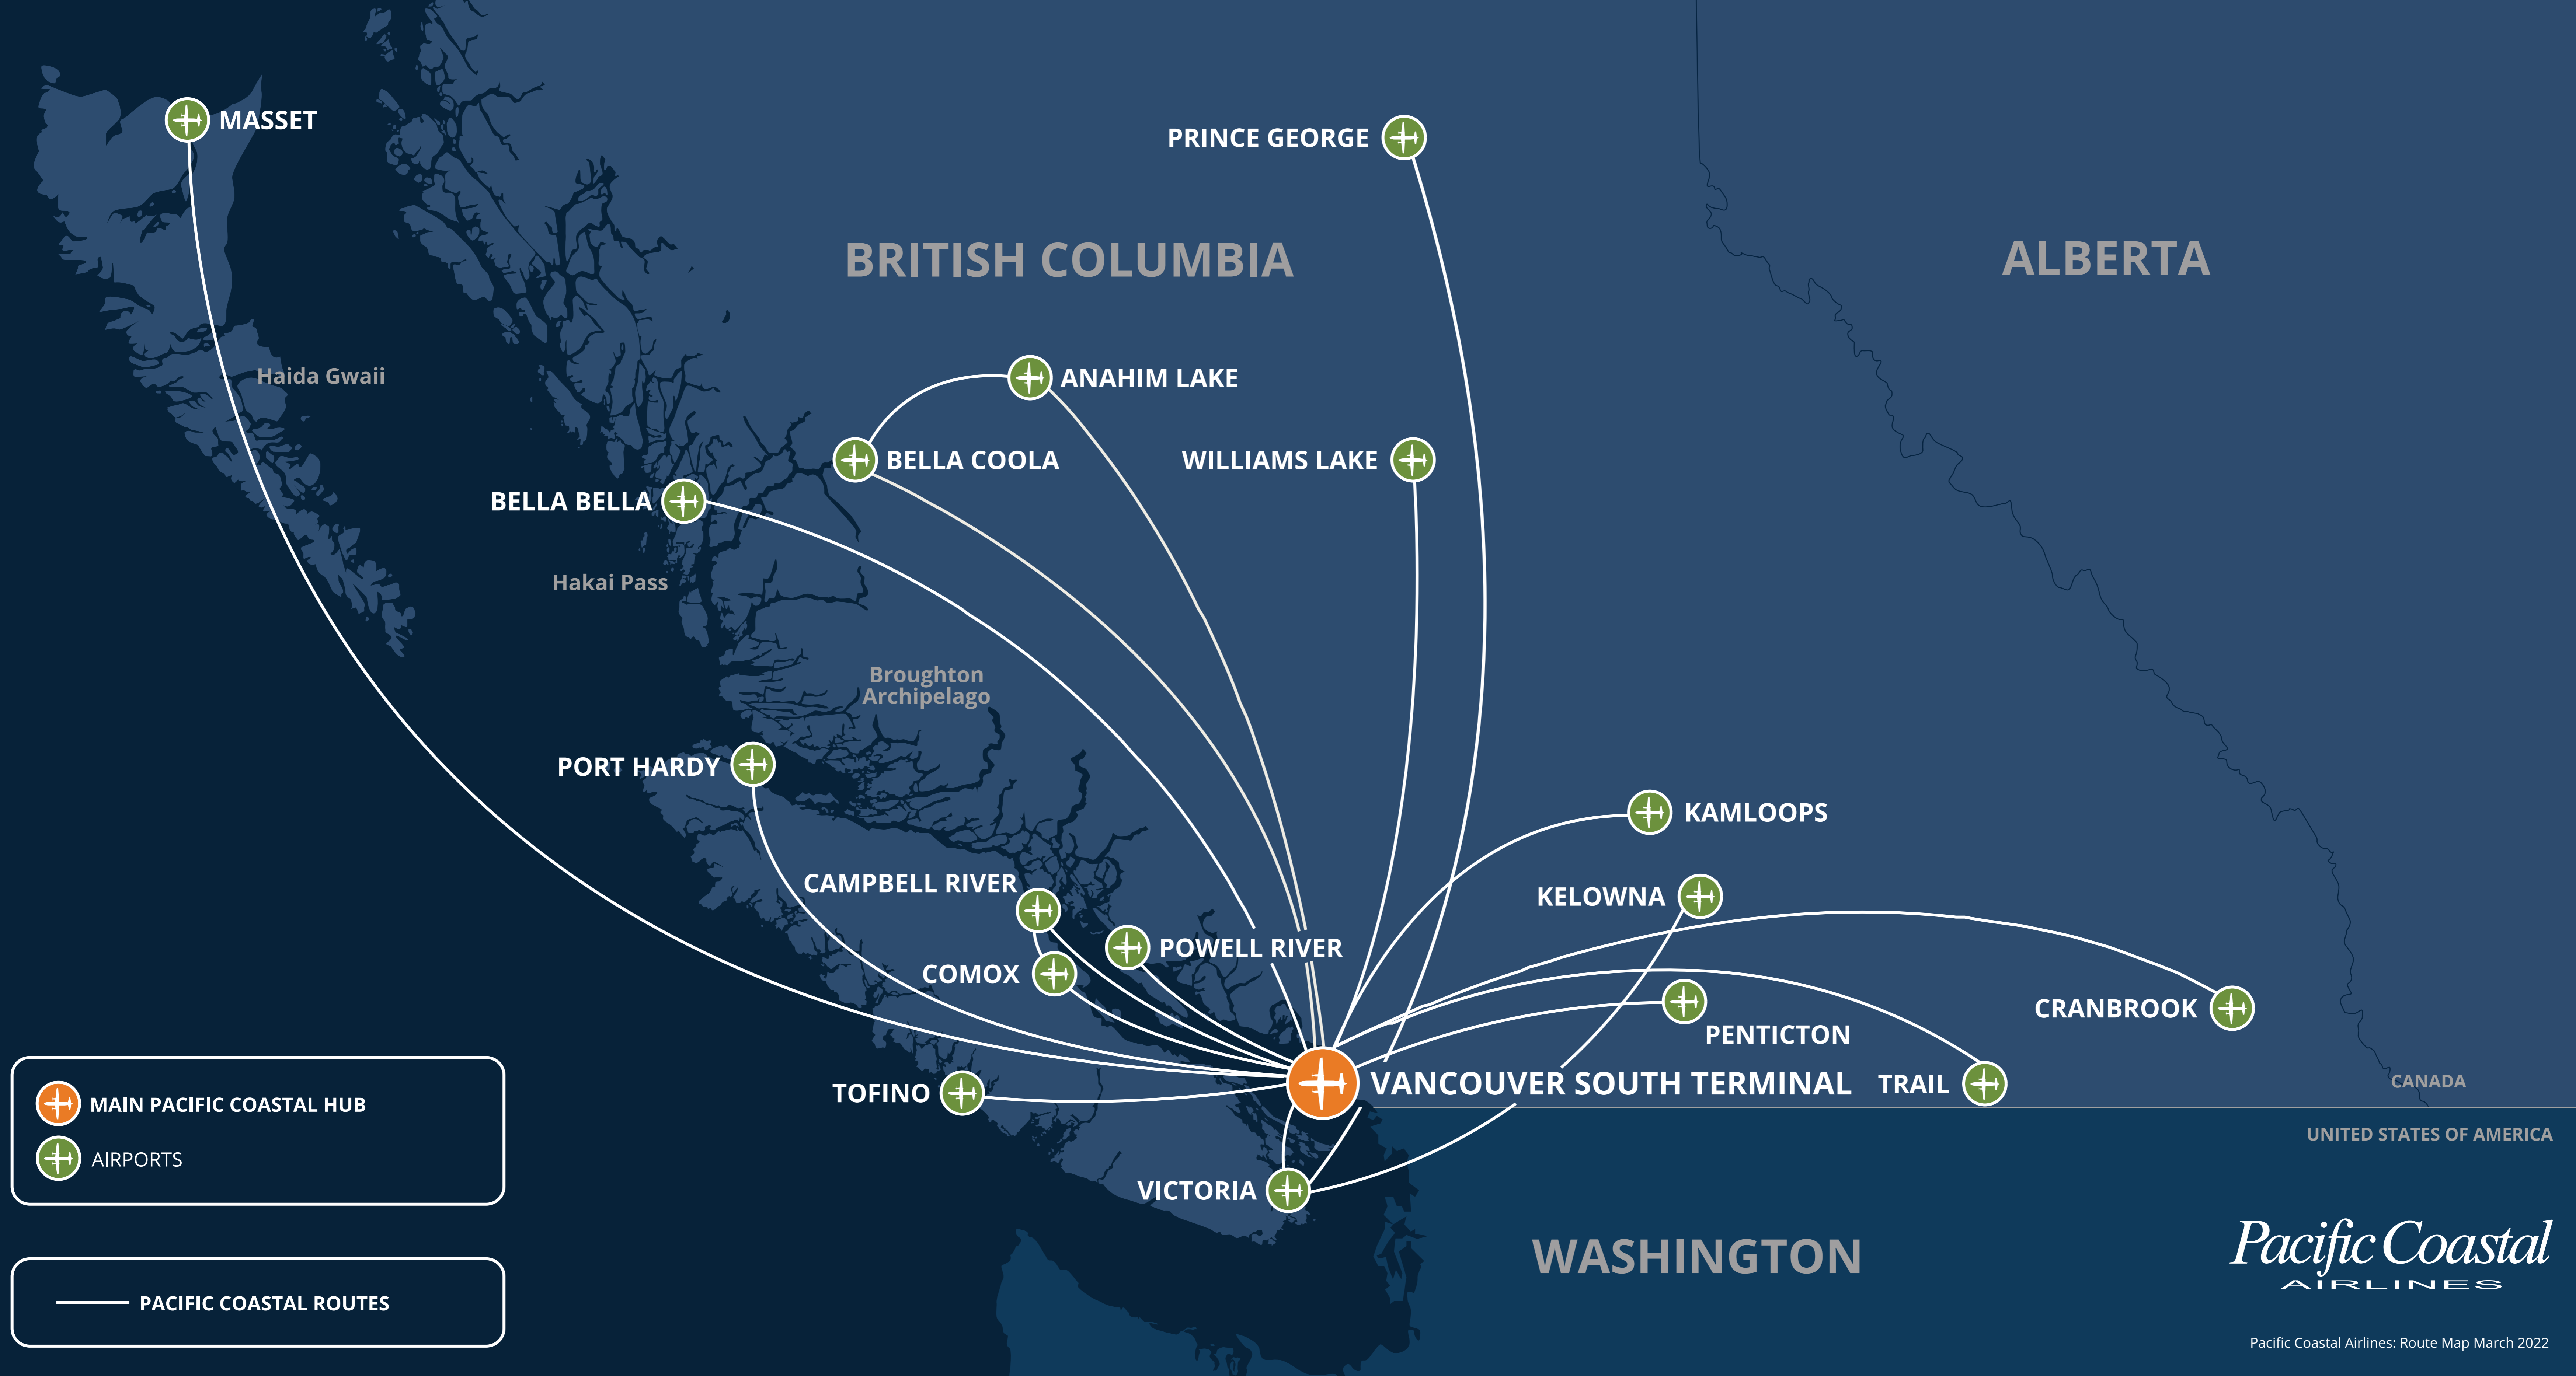 MASSET
PRINCE GEORGE
BRITISH COLUMBIA
ALBERTA
Haida Gwaii
ANAHIM LAKE
BELLA COOLA
WILLIAMS LAKE
BELLA BELLA
Hakai Pass
Broughton
Archipelago
PORT HARDY
KAMLOOPS
CAMPBELL RIVER
KELOWNA
POWELL RIVER
COMOX
CRANBROOK
PENTICTON
TOFINO
VANCOUVER SOUTH TERMINAL
TRAIL
CANADA
UNITED STATES OF AMERICA
VICTORIA
WASHINGTON
MAIN PACIFIC COASTAL HUB
AIRPORTS
PACIFIC COASTAL ROUTES
Pacific Coastal
AIRLINES
Pacific Coastal Airlines: Route Map March 2022